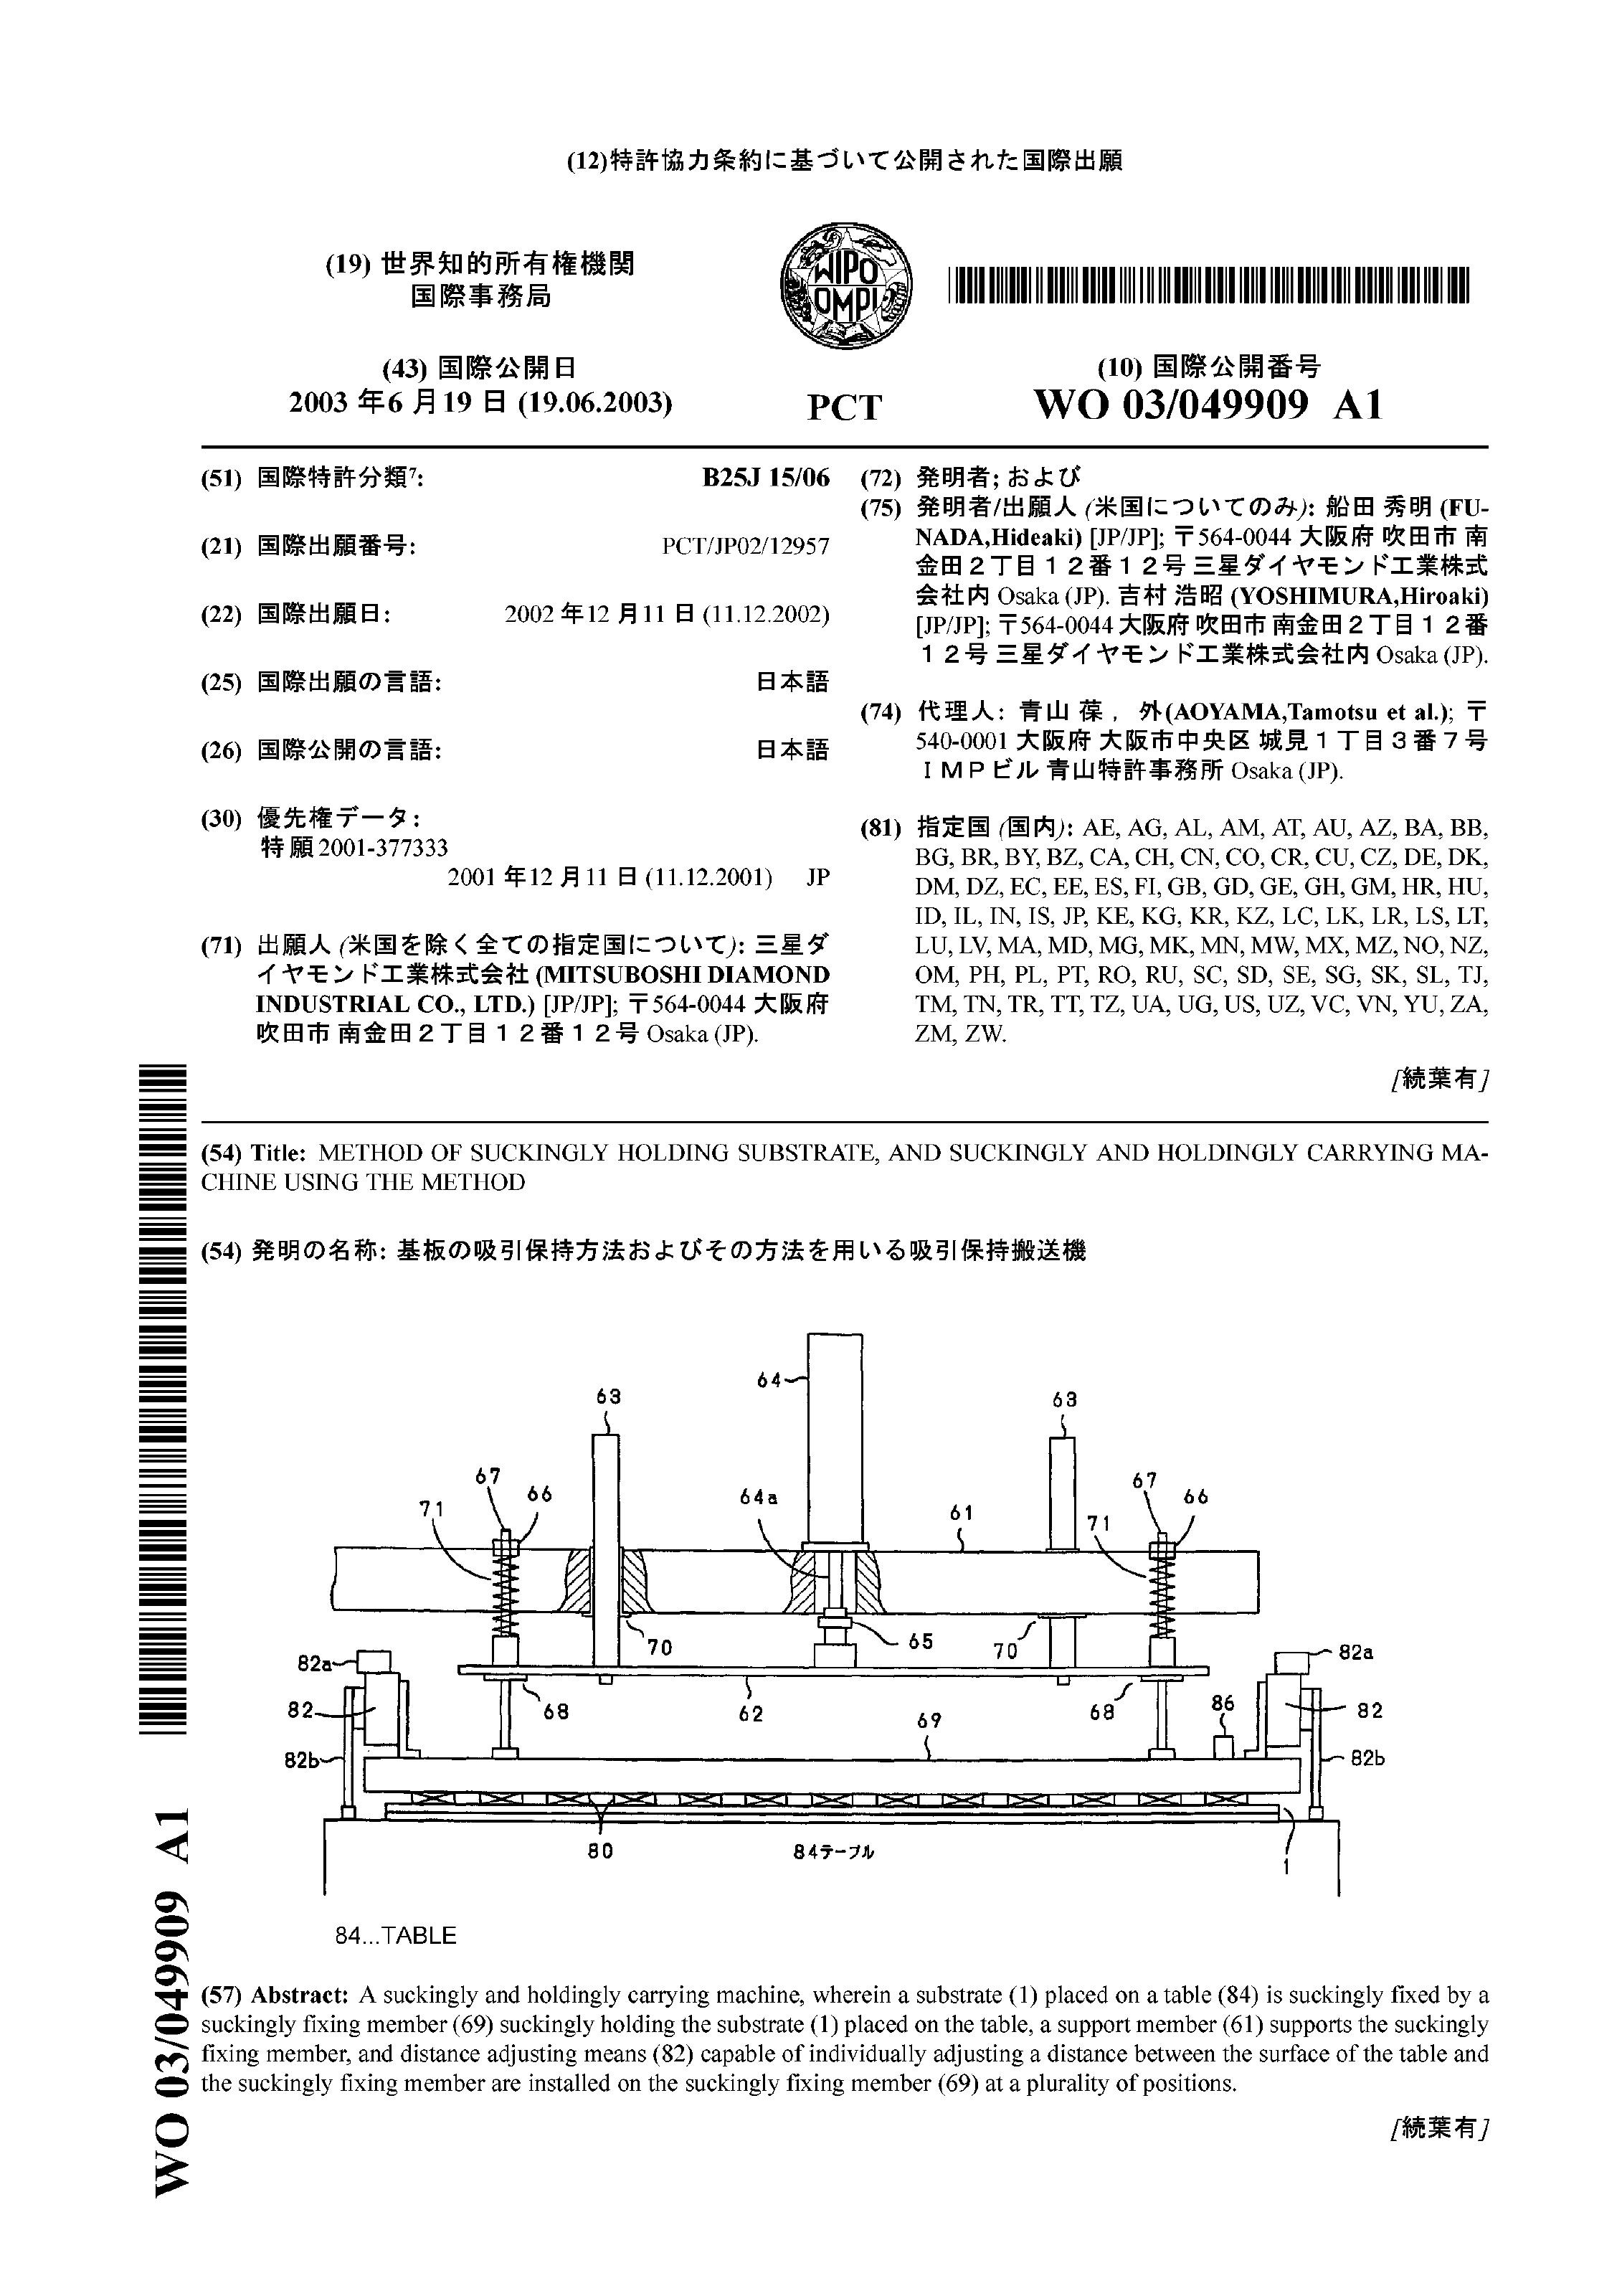 (12)特許協力条約に基づいて公開された国際出願
(19) 世界知的所有権機関
国際事務局
WIPO
OMPI
(43) 国際公開日
2003 年6 月19 日 (19.06.2003)
PCT
(10) 国際公開番号
WO 03/049909 A1
(51) 国際特許分類7: B25J 15/06
(21) 国際出願番号: PCT/JP02/12957
(22) 国際出願日: 2002 年12 月11 日 (11.12.2002)
(25) 国際出願の言語: 日本語
(26) 国際公開の言語: 日本語
(30) 優先権データ:
特願2001-377333
2001 年12 月11 日 (11.12.2001) JP
(71) 出願人 (米国を除く全ての指定国について): 三星ダ
イヤモンド工業株式会社 (MITSUBOSHI DIAMOND
INDUSTRIAL CO., LTD.) [JP/JP]; 〒564-0044 大阪府
吹田市 南金田2丁目12番12号 Osaka (JP).
(72) 発明者; および
(75) 発明者/出願人 (米国についてのみ): 船田 秀明 (FU-
NADA,Hideaki) [JP/JP]; 〒564-0044 大阪府 吹田市 南
金田2丁目12番12号 三星ダイヤモンド工業株式
会社内 Osaka (JP). 吉村 浩昭 (YOSHIMURA,Hiroaki)
[JP/JP]; 〒564-0044 大阪府 吹田市 南金田2丁目12番
12号 三星ダイヤモンド工業株式会社内 Osaka (JP).
(74) 代理人: 青山 葆, 外(AOYAMA,Tamotsu et al.); 〒
540-0001 大阪府 大阪市中央区 城見1丁目3番7号
IMPビル 青山特許事務所 Osaka (JP).
(81) 指定国 (国内): AE, AG, AL, AM, AT, AU, AZ, BA, BB,
BG, BR, BY, BZ, CA, CH, CN, CO, CR, CU, CZ, DE, DK,
DM, DZ, EC, EE, ES, FI, GB, GD, GE, GH, GM, HR, HU,
ID, IL, IN, IS, JP, KE, KG, KR, KZ, LC, LK, LR, LS, LT,
LU, LV, MA, MD, MG, MK, MN, MW, MX, MZ, NO, NZ,
OM, PH, PL, PT, RO, RU, SC, SD, SE, SG, SK, SL, TJ,
TM, TN, TR, TT, TZ, UA, UG, US, UZ, VC, VN, YU, ZA,
ZM, ZW.
[続葉有]
(54) Title: METHOD OF SUCKINGLY HOLDING SUBSTRATE, AND SUCKINGLY AND HOLDINGLY CARRYING MA-
CHINE USING THE METHOD
(54) 発明の名称: 基板の吸引保持方法およびその方法を用いる吸引保持搬送機
64
63
63
67
66
71
64a
61
67
66
71
70
65
70
82a
82a
82
68
62
69
68
86
82
82b
82b
80
84テーブル
1
84...TABLE
(57) Abstract: A suckingly and holdingly carrying machine, wherein a substrate (1) placed on a table (84) is suckingly fixed by a
suckingly fixing member (69) suckingly holding the substrate (1) placed on the table, a support member (61) supports the suckingly
fixing member, and distance adjusting means (82) capable of individually adjusting a distance between the surface of the table and
the suckingly fixing member are installed on the suckingly fixing member (69) at a plurality of positions.
[続葉有]
WO 03/049909 A1